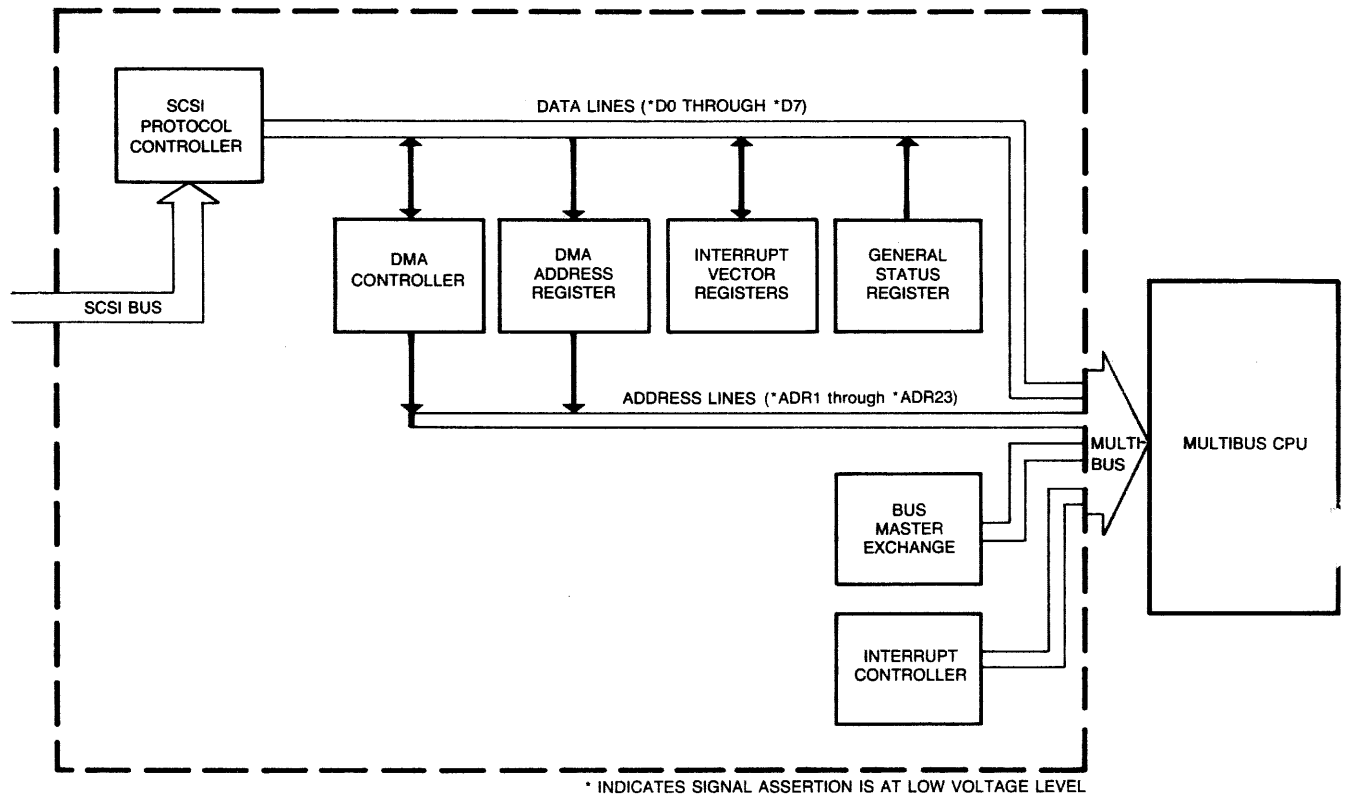 SCSI
PROTOCOL
CONTROLLER
DATA LINES (*D0 THROUGH *D7)
DMA
CONTROLLER
DMA
ADDRESS
REGISTER
INTERRUPT
VECTOR
REGISTERS
GENERAL
STATUS
REGISTER
SCSI BUS
ADDRESS LINES (*ADR1 through *ADR23)
MULTI-
BUS
MULTIBUS CPU
BUS
MASTER
EXCHANGE
INTERRUPT
CONTROLLER
* INDICATES SIGNAL ASSERTION IS AT LOW VOLTAGE LEVEL